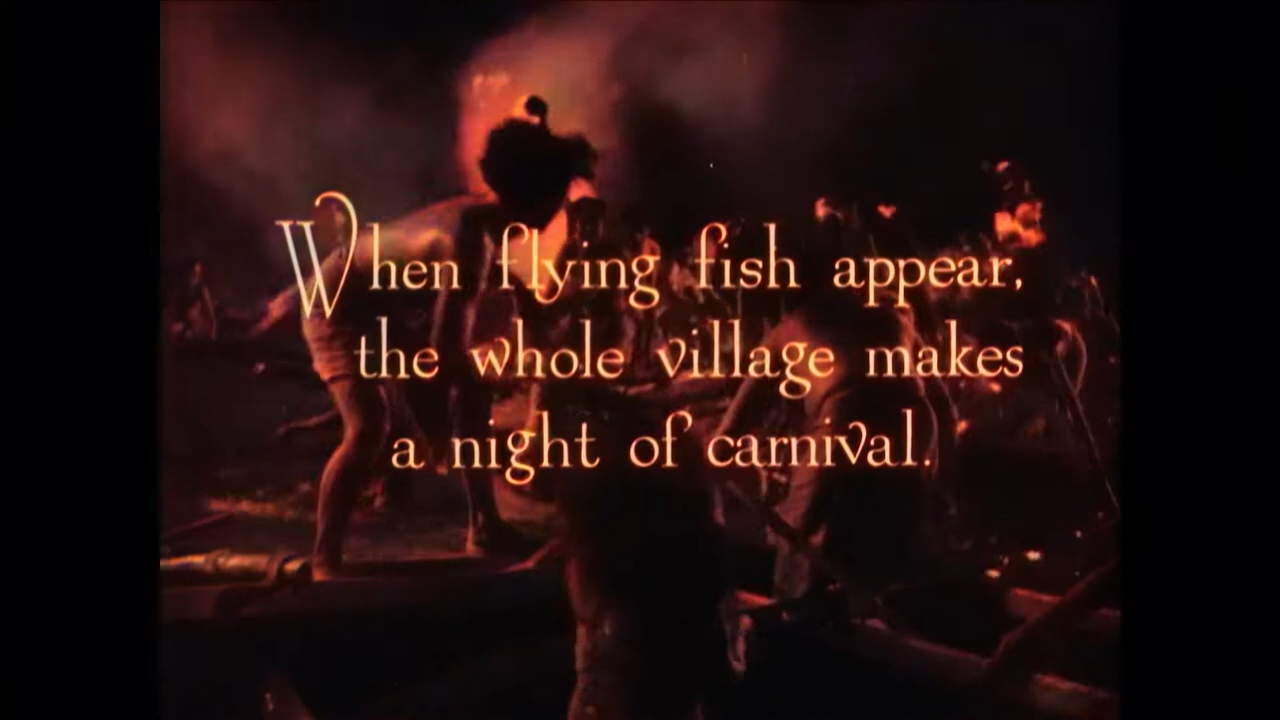 When flying fish appear,
the whole village makes
a night of carnival.